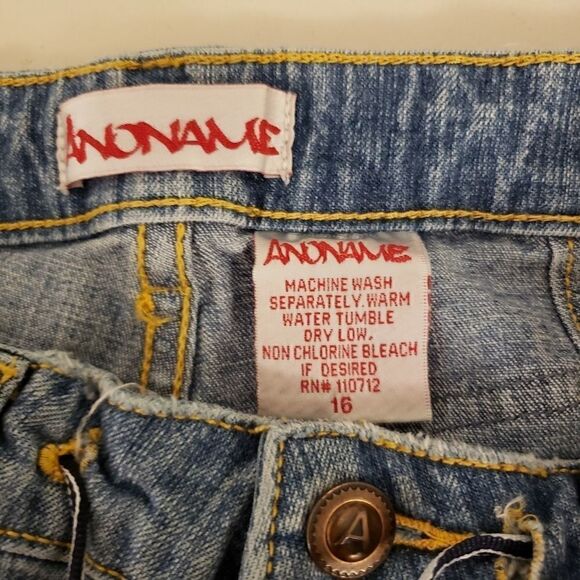 ANONAME
ANONAME
MACHINE WASH
SEPARATELY.WARM
WATER TUMBLE
DRY LOW,
NON CHLORINE BLEACH
IF DESIRED
RN# 110712
16
A